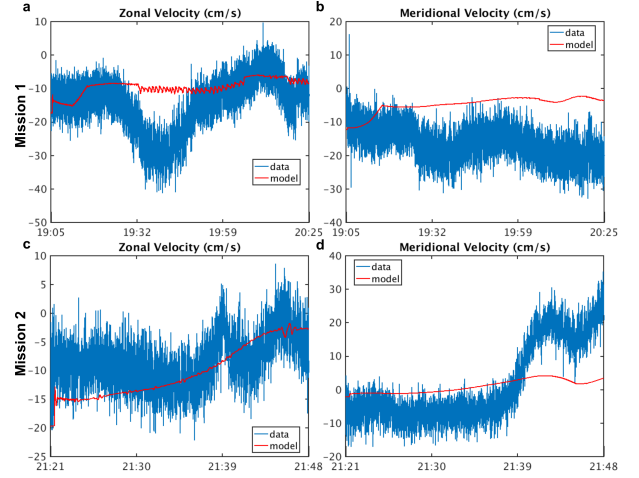 a
Zonal Velocity (cm/s)
10
0
-10
-20
-30
-40
-50
19:05
19:32
19:59
20:25
data
model
Mission 1
b
Meridional Velocity (cm/s)
20
10
0
-10
-20
-30
-40
19:05
19:32
19:59
20:25
data
model
c
Zonal Velocity (cm/s)
10
5
0
-5
-10
-15
-20
-25
21:21
21:30
21:39
21:48
data
model
Mission 2
d
Meridional Velocity (cm/s)
40
30
20
10
0
-10
-20
21:21
21:30
21:39
21:48
data
model